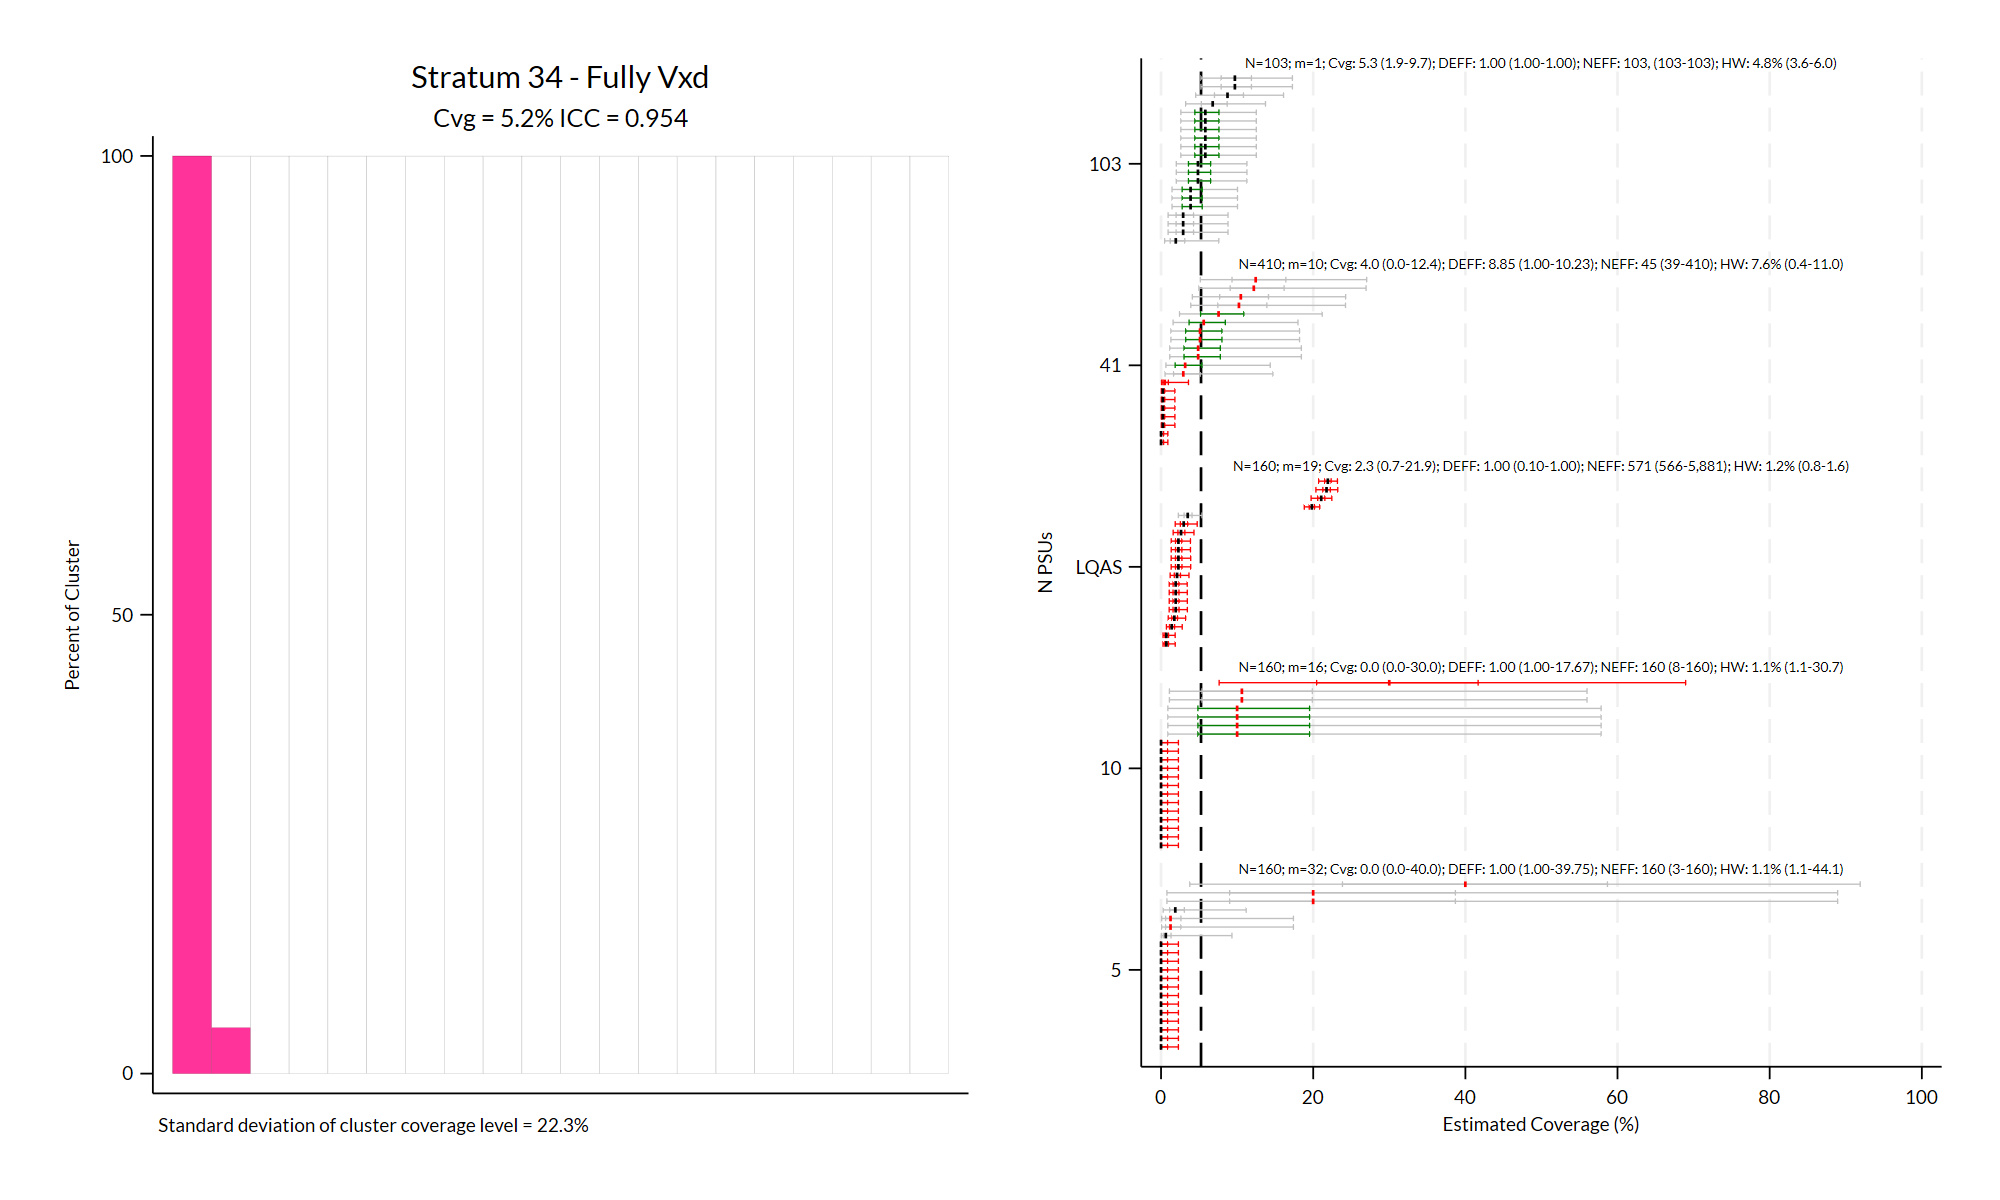 Stratum 34 - Fully Vxd
Cvg = 5.2% ICC = 0.954
100
50
0
Percent of Cluster
Standard deviation of cluster coverage level = 22.3%
N=103; m=1; Cvg: 5.3 (1.9-9.7); DEFF: 1.00 (1.00-1.00); NEFF: 103, (103-103); HW: 4.8% (3.6-6.0)
103
N=410; m=10; Cvg: 4.0 (0.0-12.4); DEFF: 8.85 (1.00-10.23); NEFF: 45 (39-410); HW: 7.6% (0.4-11.0)
41
N=160; m=19; Cvg: 2.3 (0.7-21.9); DEFF: 1.00 (0.10-1.00); NEFF: 571 (566-5,881); HW: 1.2% (0.8-1.6)
LQAS
N=160; m=16; Cvg: 0.0 (0.0-30.0); DEFF: 1.00 (1.00-17.67); NEFF: 160 (8-160); HW: 1.1% (1.1-30.7)
10
N=160; m=32; Cvg: 0.0 (0.0-40.0); DEFF: 1.00 (1.00-39.75); NEFF: 160 (3-160); HW: 1.1% (1.1-44.1)
5
N PSUs
0 20 40 60 80 100
Estimated Coverage (%)